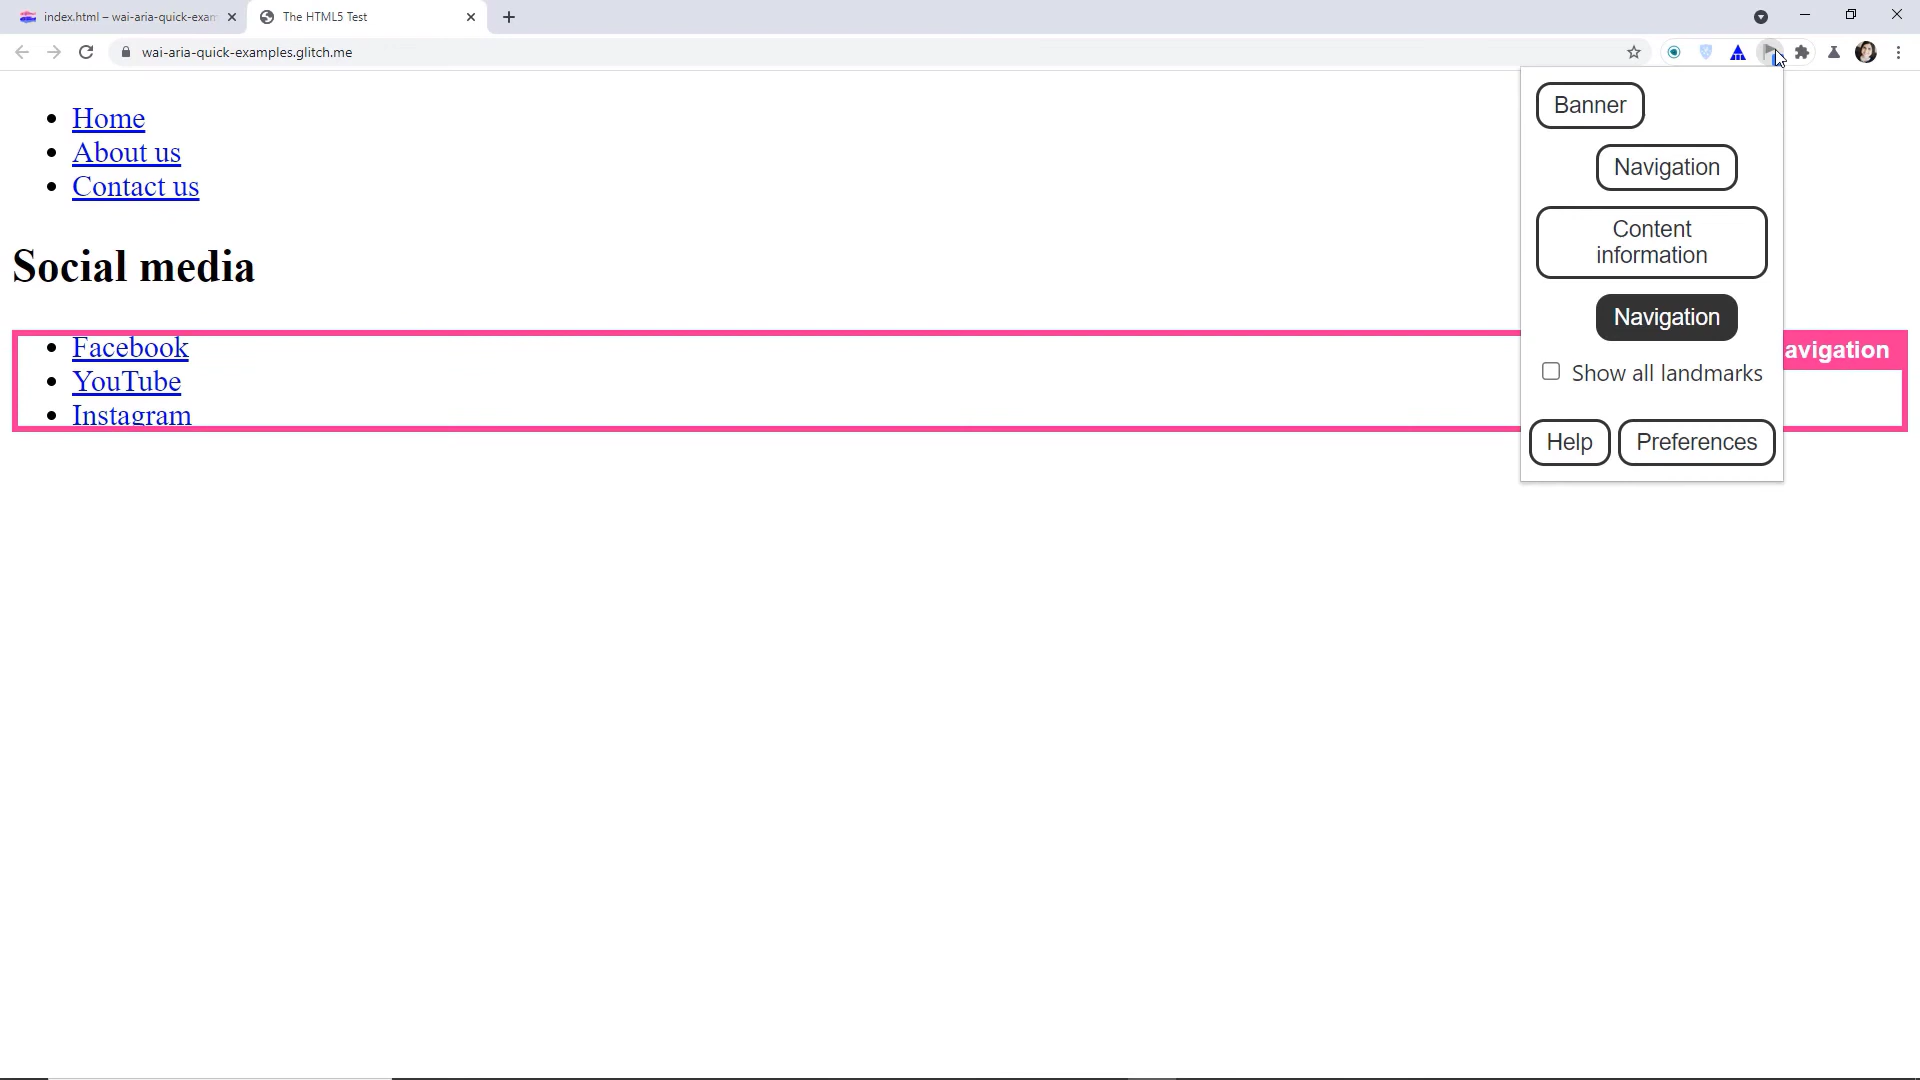 index.html – wai-aria-quick-exam
The HTML5 Test
wai-aria-quick-examples.glitch.me
Home
About us
Contact us
Social media
Facebook
YouTube
Instagram
Banner
Navigation
Content
information
Navigation
avigation
Show all landmarks
Help
Preferences